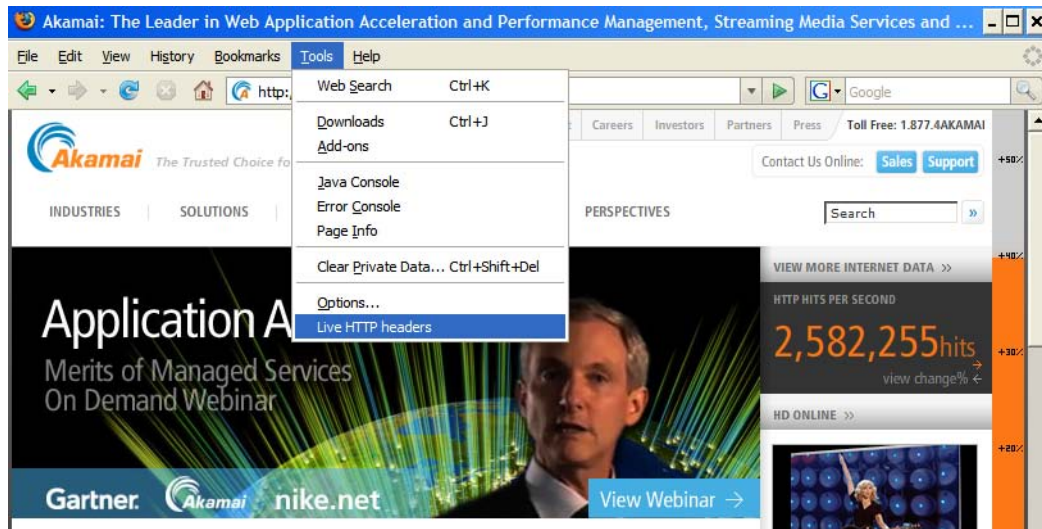 Akamai: The Leader in Web Application Acceleration and Performance Management, Streaming Media Services and ...
File Edit View History Bookmarks Tools Help
http:/
G Google
Web Search Ctrl+K
Downloads Ctrl+J
Add-ons
Java Console
Error Console
Page Info
Clear Private Data... Ctrl+Shift+Del
Options...
Live HTTP headers
Careers Investors Partners Press Toll Free: 1.877.4AKAMAI
Akamai The Trusted Choice fo
Contact Us Online: Sales Support
+50%
INDUSTRIES SOLUTIONS PERSPECTIVES Search »
+40%
VIEW MORE INTERNET DATA >>
HTTP HITS PER SECOND
2,582,255hits
+30%
view change% ←
Application A
Merits of Managed Services
On Demand Webinar
HD ONLINE >>
+20%
Gartner. Akamai nike.net
View Webinar →